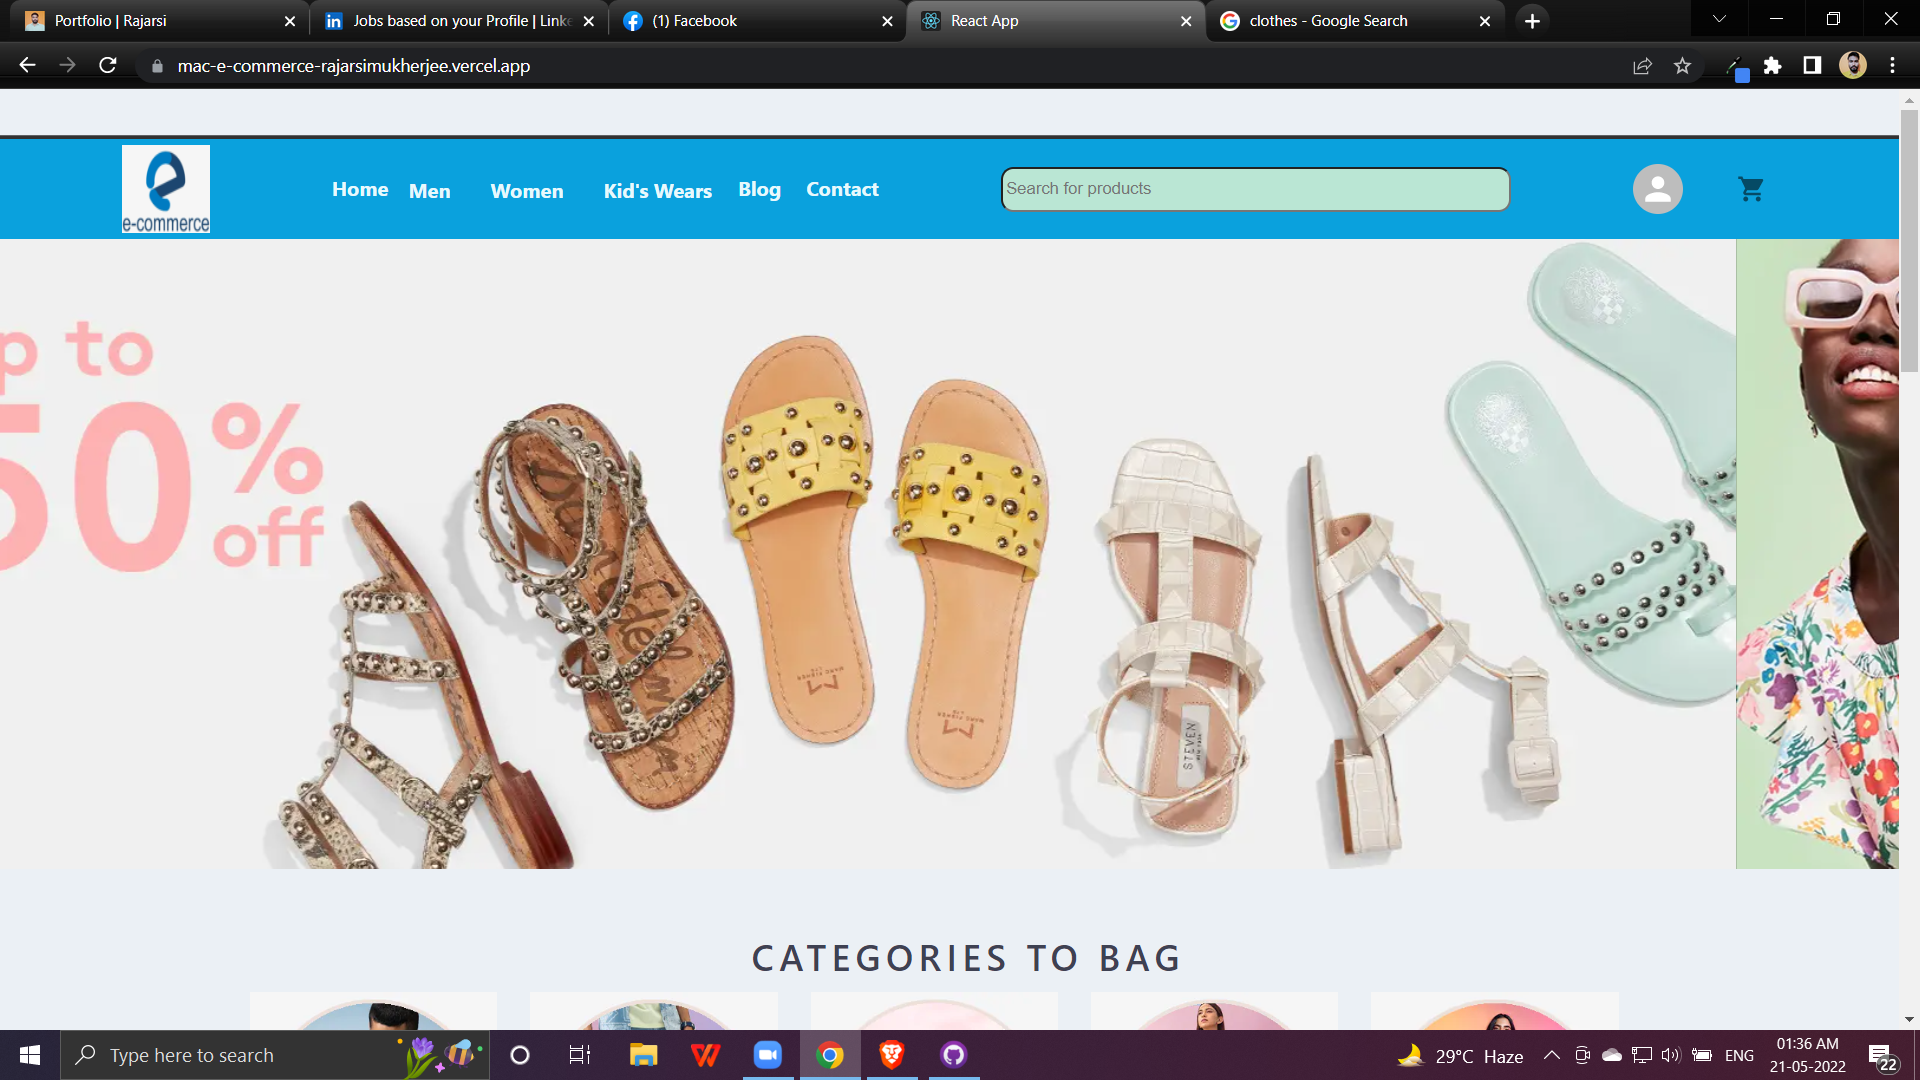 Portfolio | Rajarsi
Jobs based on your Profile | Linke
(1) Facebook
React App
clothes - Google Search
mac-e-commerce-rajarsimukherjee.vercel.app
e-commerce
Home Men Women Kid's Wears Blog Contact
Search for products
p to
50%
off
STEVEN
CATEGORIES TO BAG
Type here to search
29°C Haze
ENG
01:36 AM
21-05-2022
22